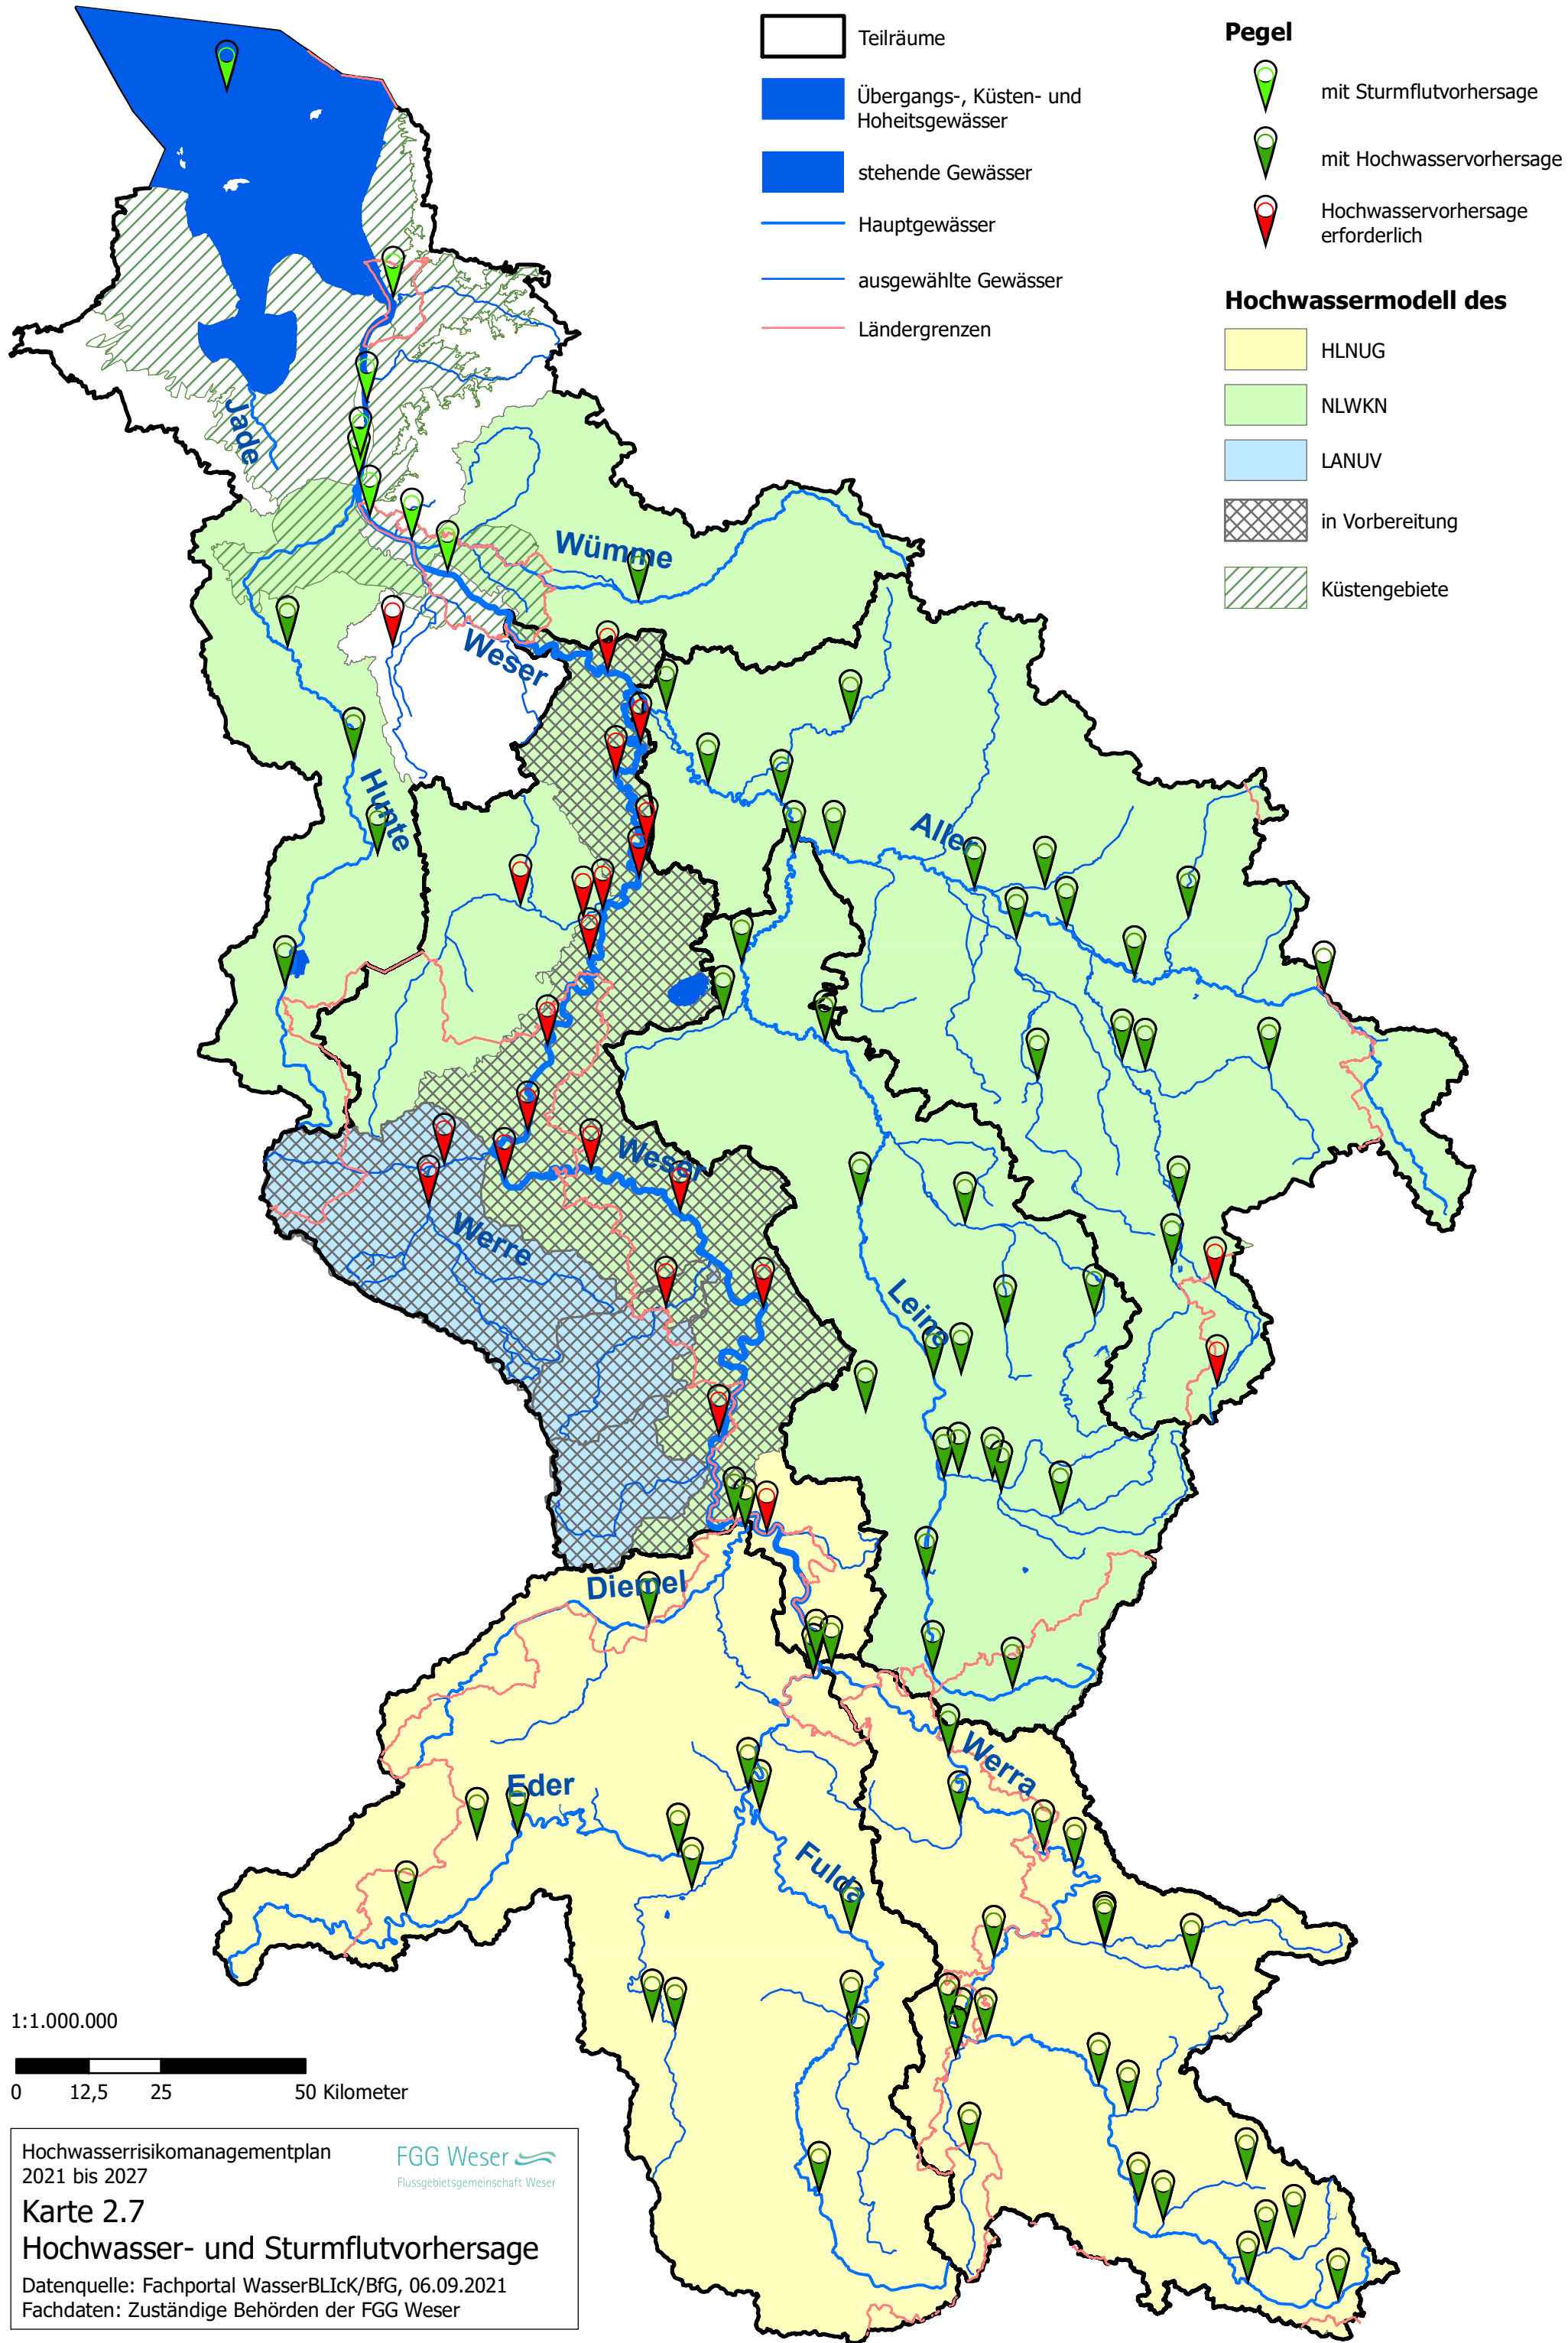 Teilräume
Übergangs-, Küsten- und
Hoheitsgewässer
stehende Gewässer
Hauptgewässer
ausgewählte Gewässer
Ländergrenzen
Pegel
mit Sturmflutvorhersage
mit Hochwasservorhersage
Hochwasservorhersage
erforderlich
Hochwassermodell des
HLNUG
NLWKN
LANUV
in Vorbereitung
Küstengebiete
Jade
Wümme
Weser
Hunte
Aller
Weser
Werre
Leine
Diemel
Werra
Eder
Fulda
1:1.000.000
0 12,5 25 50 Kilometer
Hochwasserrisikomanagementplan
2021 bis 2027
FGG Weser
Flussgebietsgemeinschaft Weser
Karte 2.7
Hochwasser- und Sturmflutvorhersage
Datenquelle: Fachportal WasserBLIcK/BfG, 06.09.2021
Fachdaten: Zuständige Behörden der FGG Weser